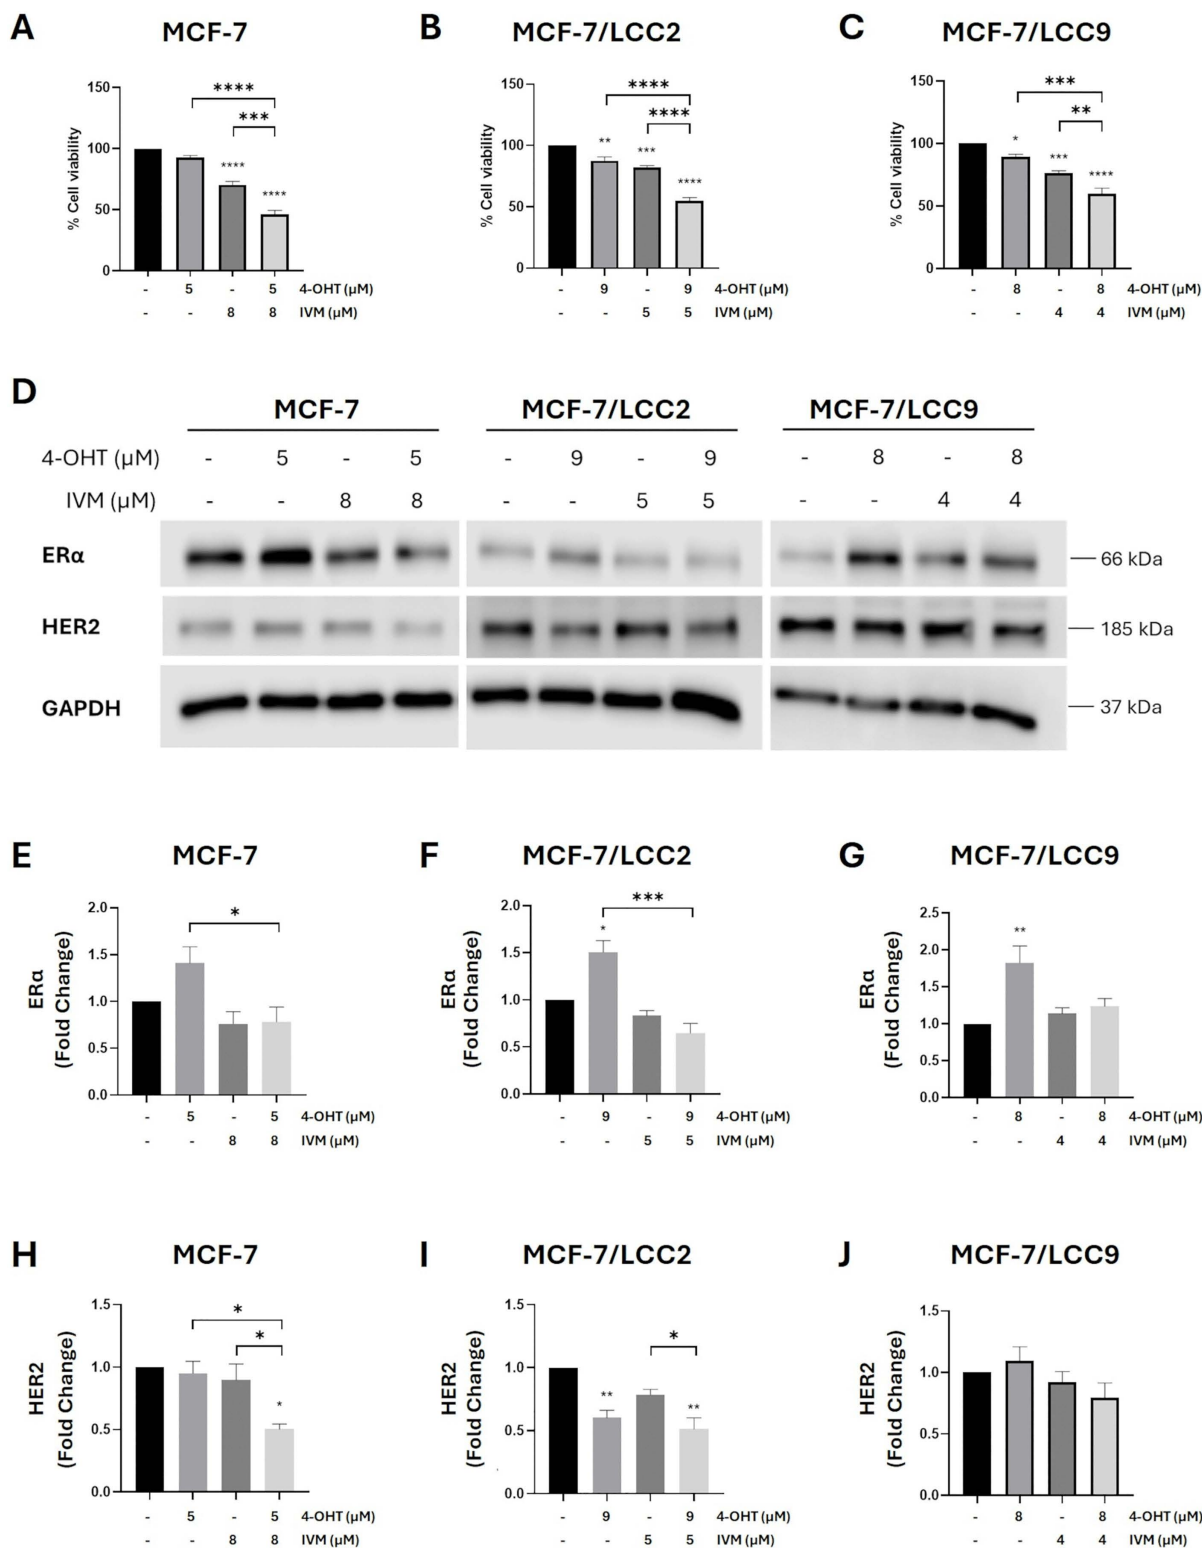 A MCF-7 B MCF-7/LCC2 C MCF-7/LCC9
% Cell viability
150
100
50
0
****
***
****
****
- 5 - 5 4-OHT (µM)
- - 8 8 IVM (µM)
% Cell viability
150
100
50
0
****
****
**
***
****
- 9 - 9 4-OHT (µM)
- - 5 5 IVM (µM)
% Cell viability
150
100
50
0
***
**
*
***
****
- 8 - 8 4-OHT (µM)
- - 4 4 IVM (µM)
D
MCF-7 MCF-7/LCC2 MCF-7/LCC9
4-OHT (µM) - 5 - 5 - 9 - 9 - 8 - 8
IVM (µM) - - 8 8 - - 5 5 - - 4 4
ERα 66 kDa
HER2 185 kDa
GAPDH 37 kDa
E MCF-7 F MCF-7/LCC2 G MCF-7/LCC9
ERα
(Fold Change)
2.0
1.5
1.0
0.5
0.0
*
- 5 - 5 4-OHT (µM)
- - 8 8 IVM (µM)
ERα
(Fold Change)
2.0
1.5
1.0
0.5
0.0
***
*
- 9 - 9 4-OHT (µM)
- - 5 5 IVM (µM)
ERα
(Fold Change)
2.5
2.0
1.5
1.0
0.5
0.0
**
- 8 - 8 4-OHT (µM)
- - 4 4 IVM (µM)
H MCF-7 I MCF-7/LCC2 J MCF-7/LCC9
HER2
(Fold Change)
1.5
1.0
0.5
0.0
*
*
*
- 5 - 5 4-OHT (µM)
- - 8 8 IVM (µM)
HER2
(Fold Change)
1.5
1.0
0.5
0.0
*
**
**
- 9 - 9 4-OHT (µM)
- - 5 5 IVM (µM)
HER2
(Fold Change)
1.5
1.0
0.5
0.0
- 8 - 8 4-OHT (µM)
- - 4 4 IVM (µM)